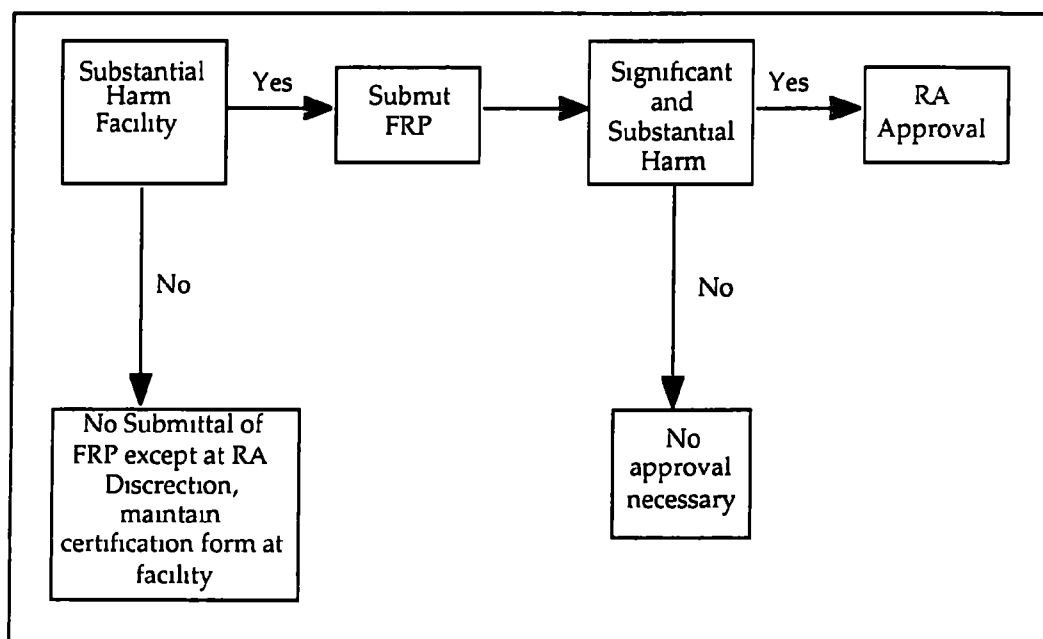 Substantial
Harm
Facility
Yes
Submit
FRP
Significant
and
Substantial
Harm
Yes
RA
Approval
No
No
No Submittal of
FRP except at RA
Discrection,
maintain
certification form at
facility
No
approval
necessary